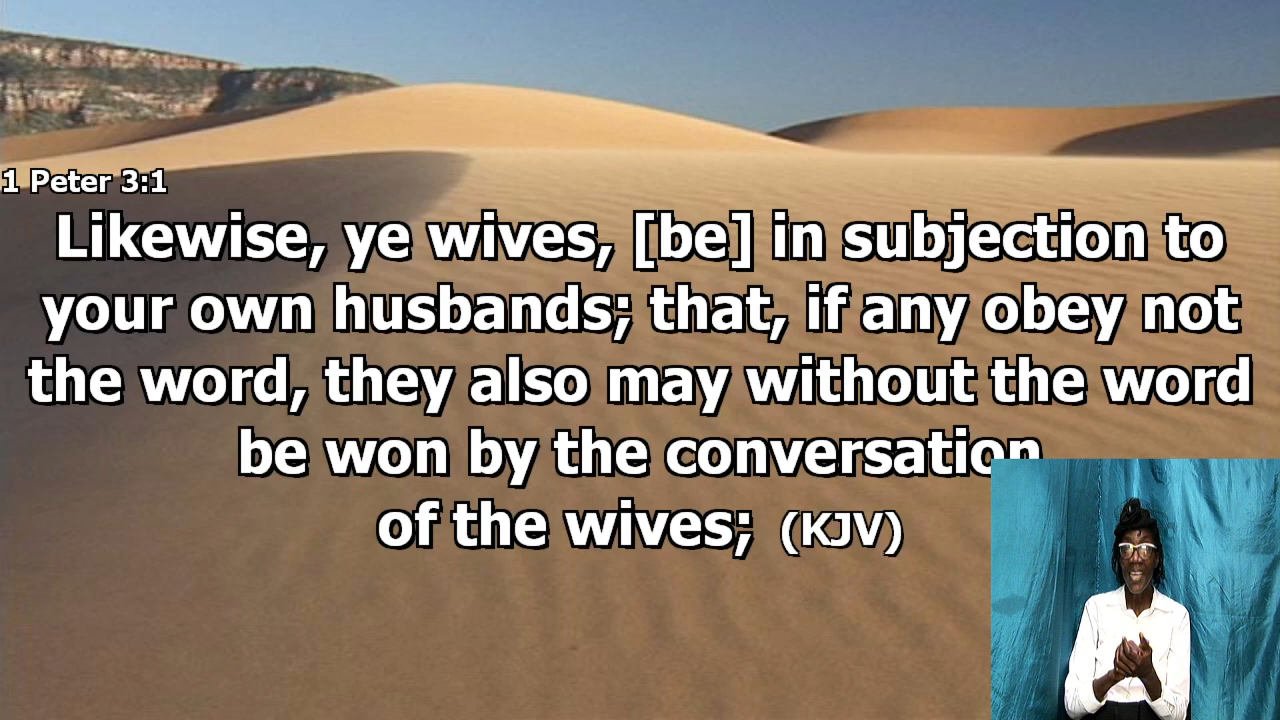 1 Peter 3:1
Likewise, ye wives, [be] in subjection to
your own husbands; that, if any obey not
the word, they also may without the word
be won by the conversation
of the wives; (KJV)